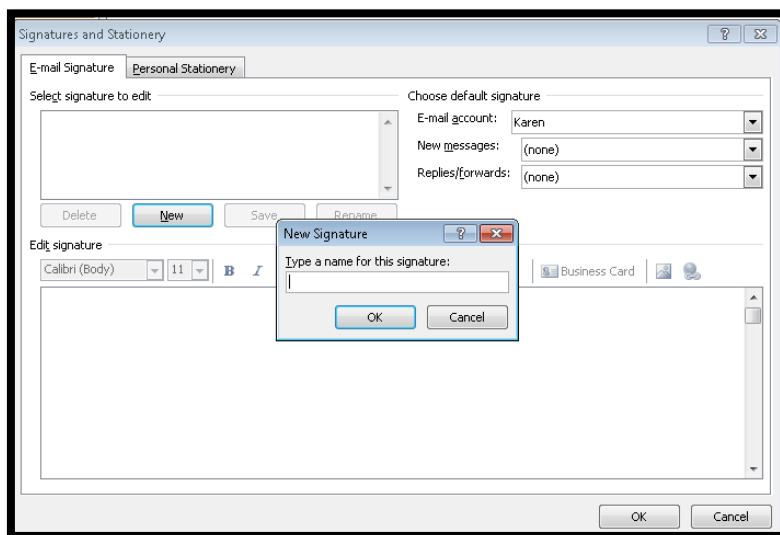 Signatures and Stationery
E-mail Signature Personal Stationery
Select signature to edit
Choose default signature
E-mail account: Karen
New messages: (none)
Replies/forwards: (none)
Delete New Save Rename
New Signature
Type a name for this signature:
OK Cancel
Edit signature
Calibri (Body) 11 B I Business Card
OK Cancel